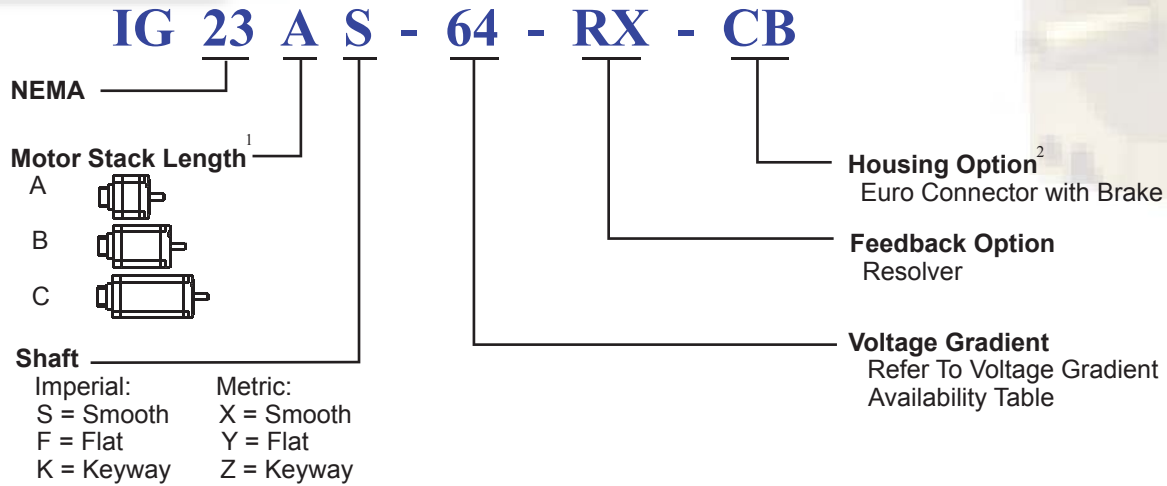 IG 23 A S - 64 - RX - CB
NEMA
Motor Stack Length1
A
B
C
Shaft
Imperial: Metric:
S = Smooth X = Smooth
F = Flat Y = Flat
K = Keyway Z = Keyway
Housing Option2
Euro Connector with Brake
Feedback Option
Resolver
Voltage Gradient
Refer To Voltage Gradient
Availability Table